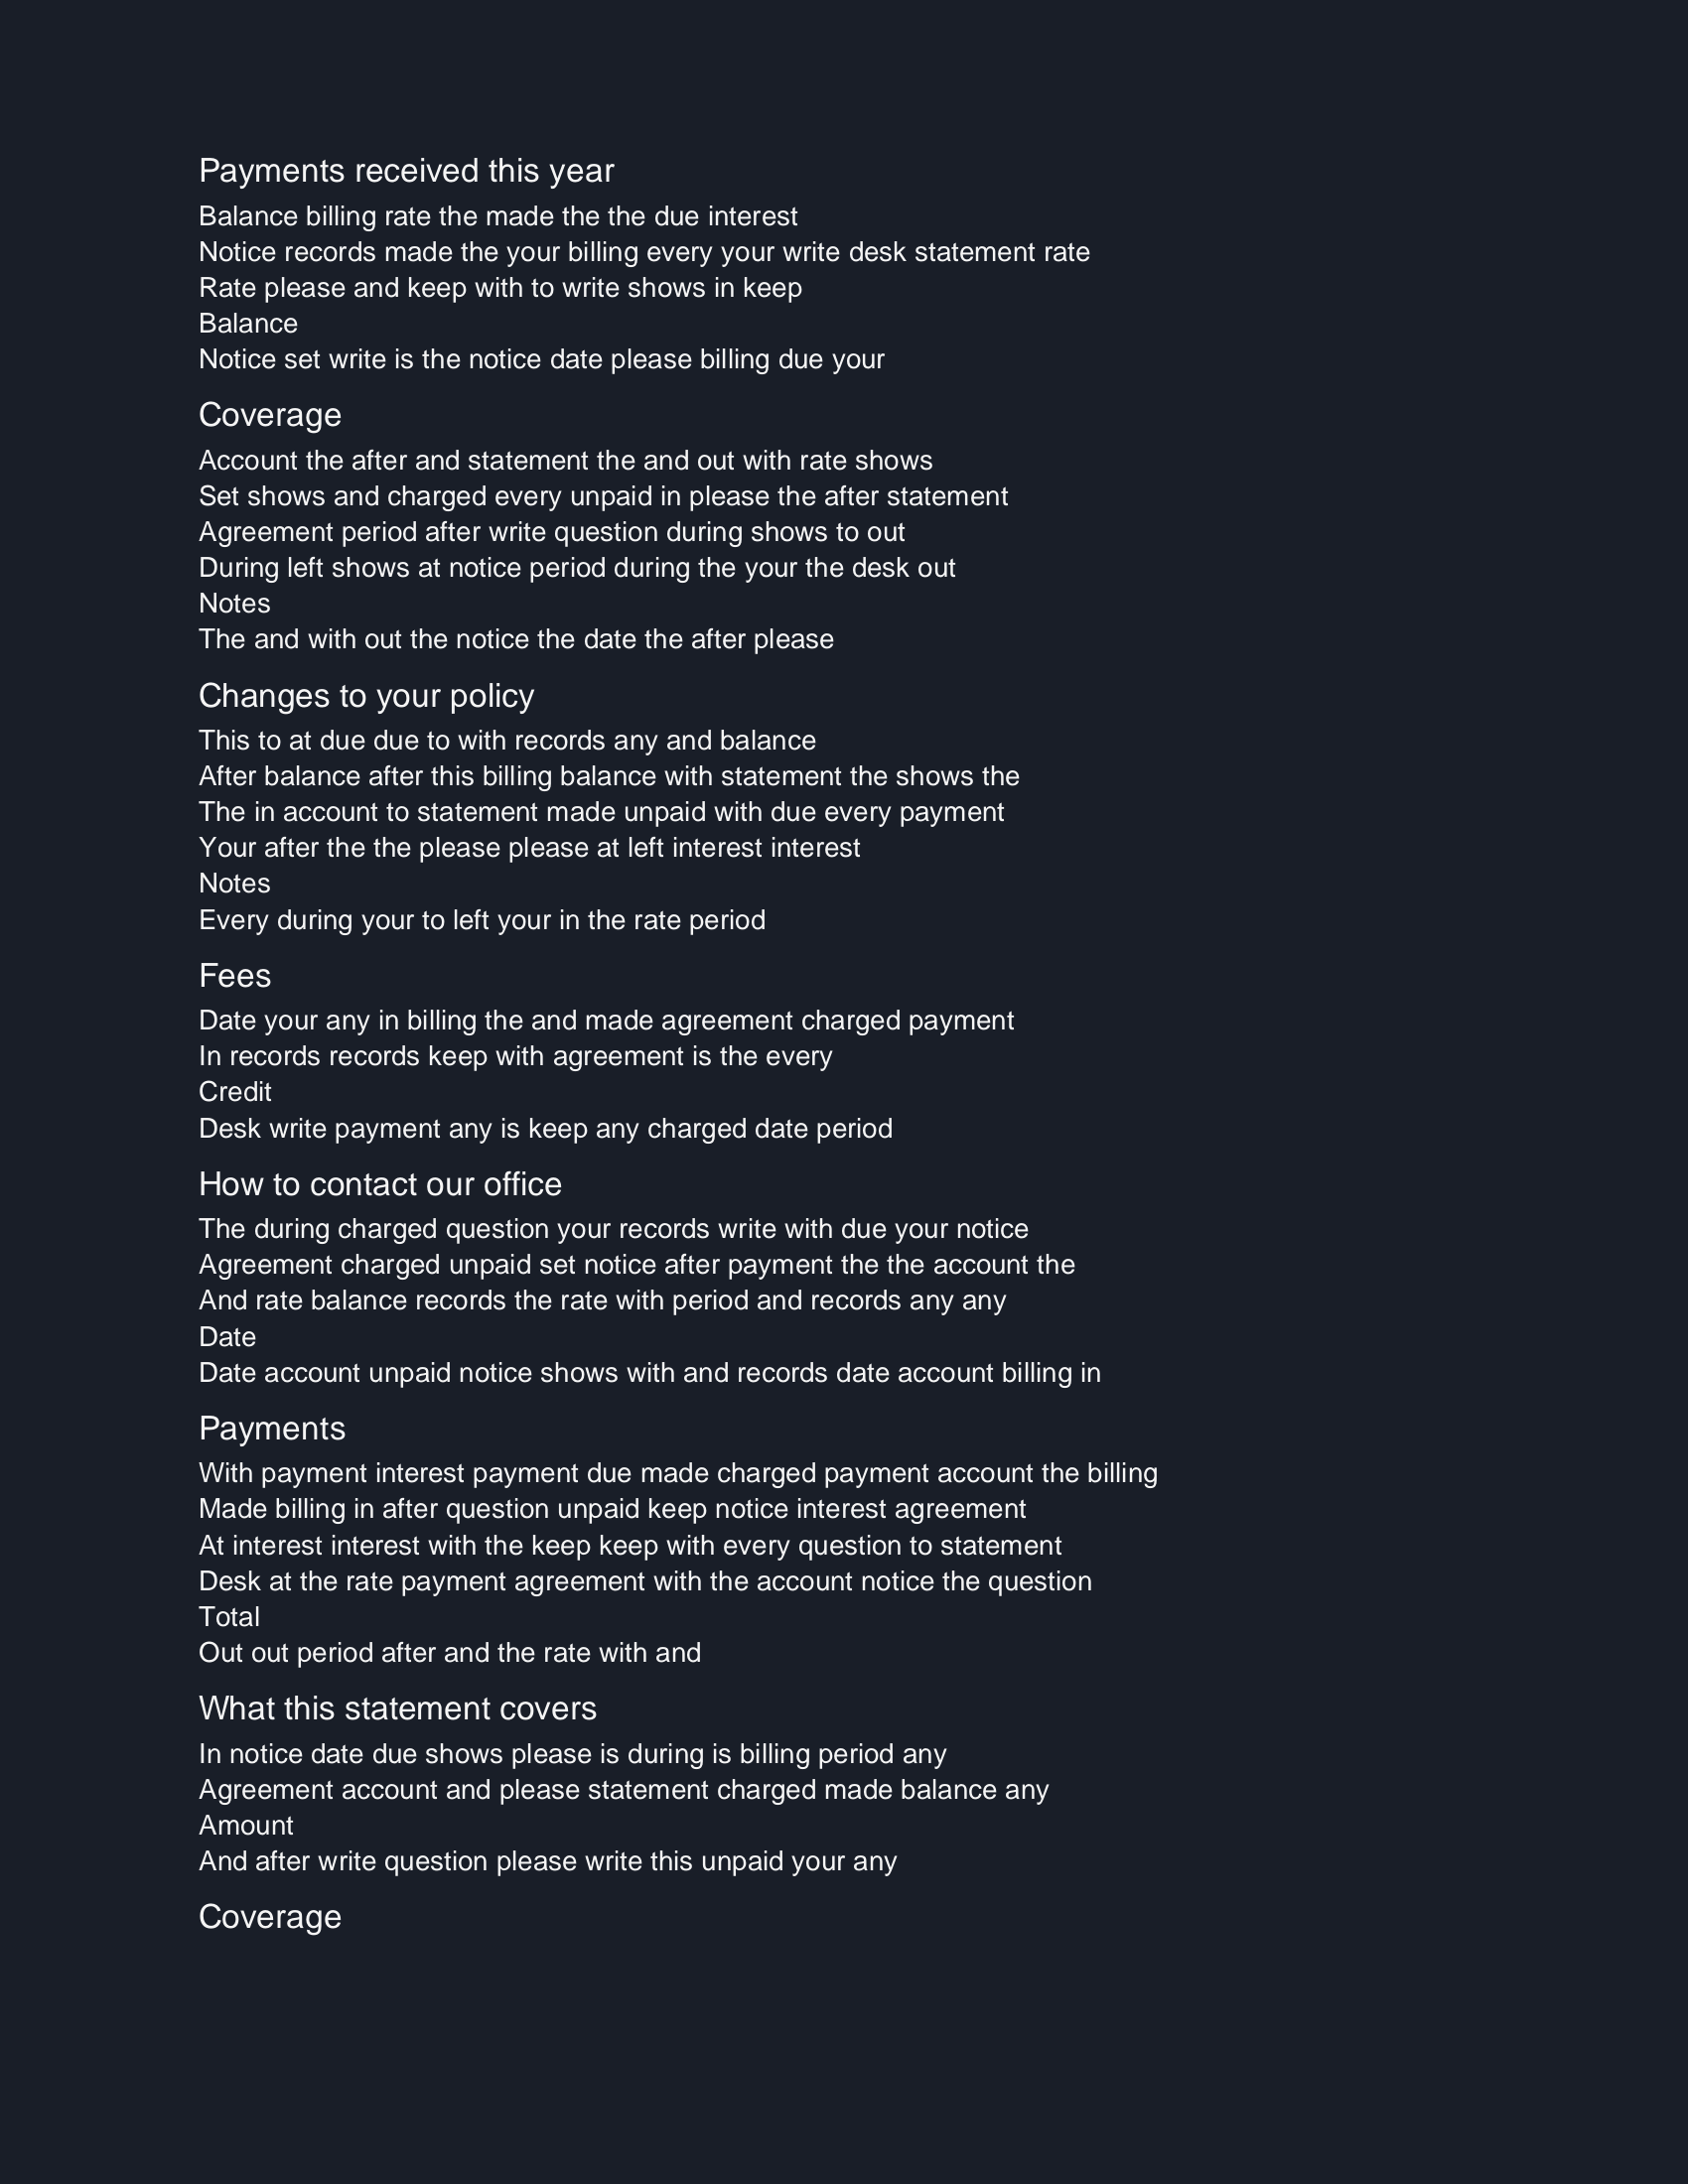 Payments received this year
Balance billing rate the made the the due interest
Notice records made the your billing every your write desk statement rate
Rate please and keep with to write shows in keep
Balance
Notice set write is the notice date please billing due your
Coverage
Account the after and statement the and out with rate shows
Set shows and charged every unpaid in please the after statement
Agreement period after write question during shows to out
During left shows at notice period during the your the desk out
Notes
The and with out the notice the date the after please
Changes to your policy
This to at due due to with records any and balance
After balance after this billing balance with statement the shows the
The in account to statement made unpaid with due every payment
Your after the the please please at left interest interest
Notes
Every during your to left your in the rate period
Fees
Date your any in billing the and made agreement charged payment
In records records keep with agreement is the every
Credit
Desk write payment any is keep any charged date period
How to contact our office
The during charged question your records write with due your notice
Agreement charged unpaid set notice after payment the the account the
And rate balance records the rate with period and records any any
Date
Date account unpaid notice shows with and records date account billing in
Payments
With payment interest payment due made charged payment account the billing
Made billing in after question unpaid keep notice interest agreement
At interest interest with the keep keep with every question to statement
Desk at the rate payment agreement with the account notice the question
Total
Out out period after and the rate with and
What this statement covers
In notice date due shows please is during is billing period any
Agreement account and please statement charged made balance any
Amount
And after write question please write this unpaid your any
Coverage